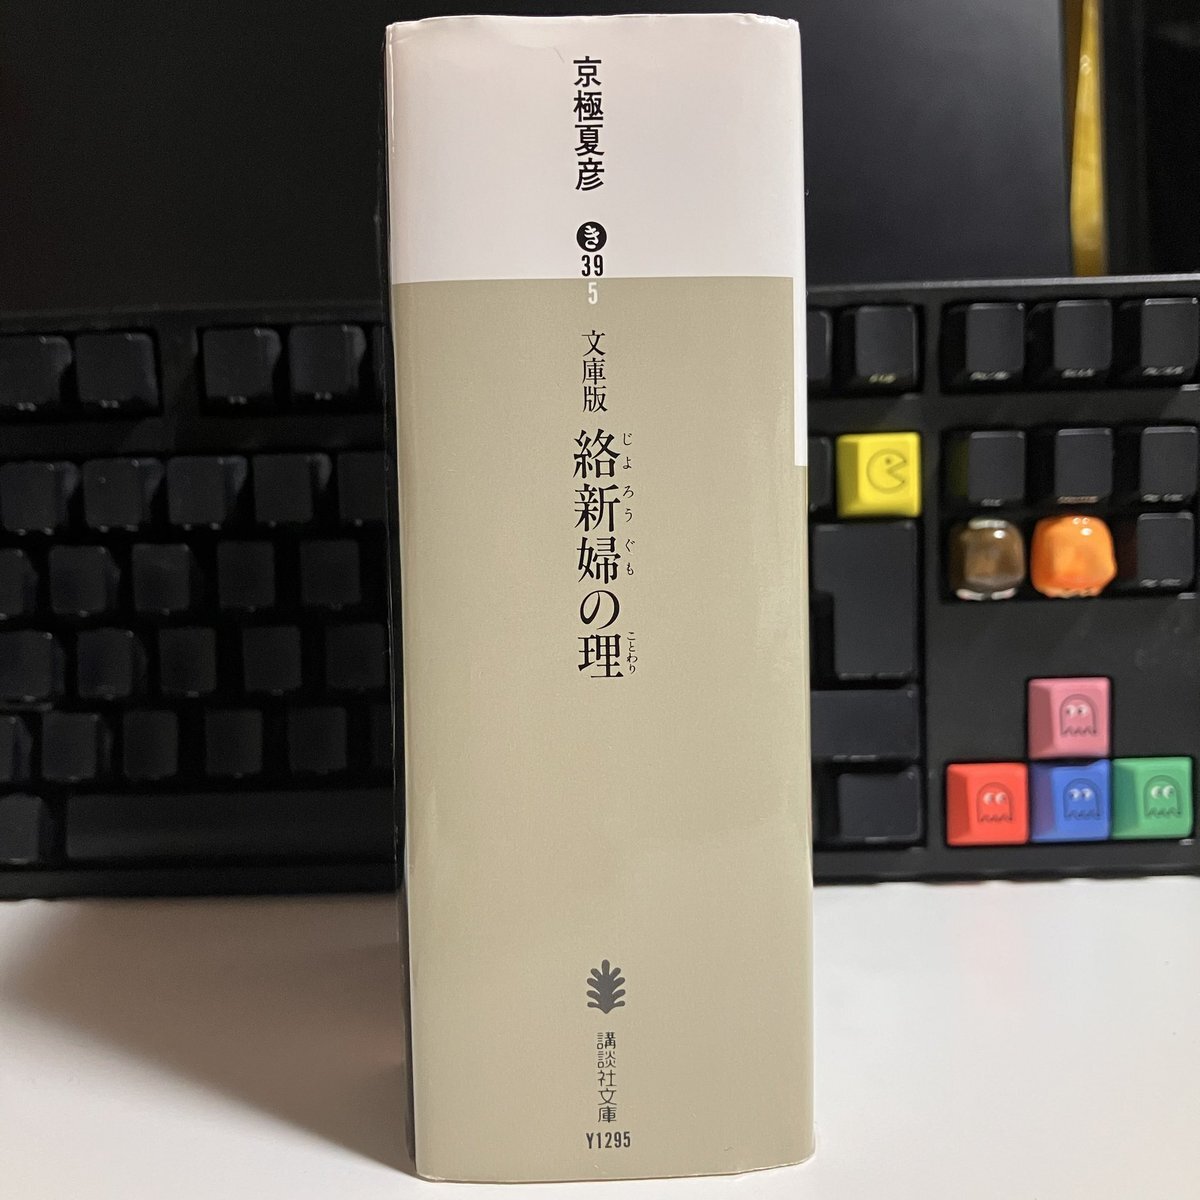 京極夏彦
き
39
5
文庫版
絡新婦の理
じょろうぐも
ことわり
講談社文庫
Y1295